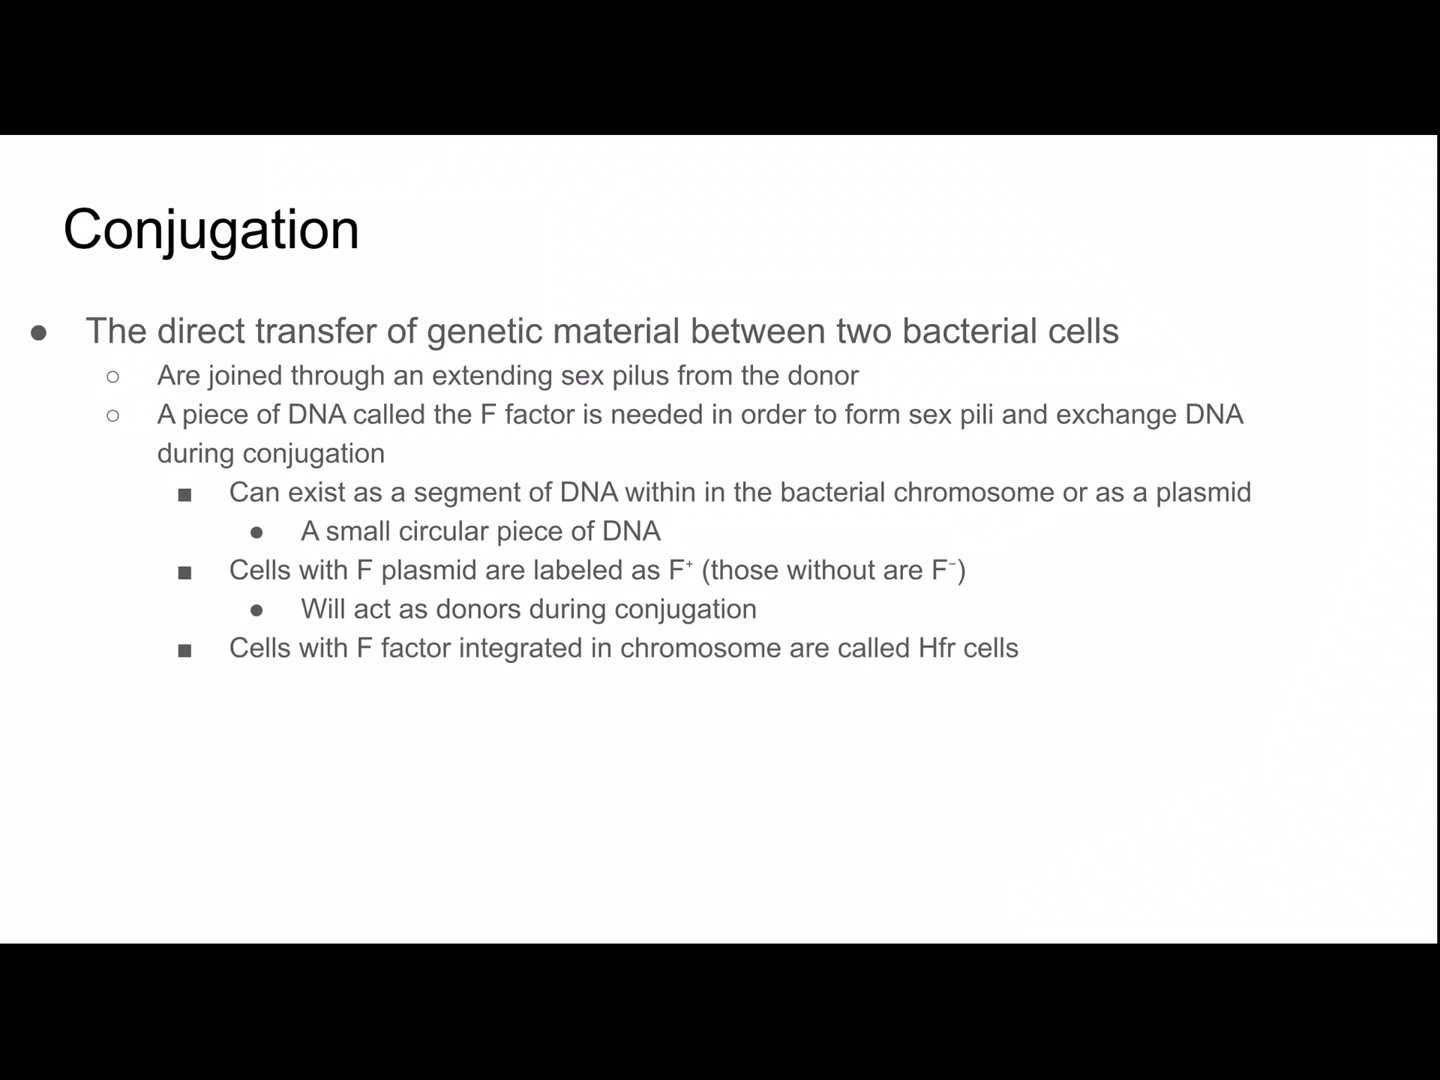 Conjugation
● The direct transfer of genetic material between two bacterial cells
○ Are joined through an extending sex pilus from the donor
○ A piece of DNA called the F factor is needed in order to form sex pili and exchange DNA
during conjugation
■ Can exist as a segment of DNA within in the bacterial chromosome or as a plasmid
● A small circular piece of DNA
■ Cells with F plasmid are labeled as F⁺ (those without are F⁻)
● Will act as donors during conjugation
■ Cells with F factor integrated in chromosome are called Hfr cells